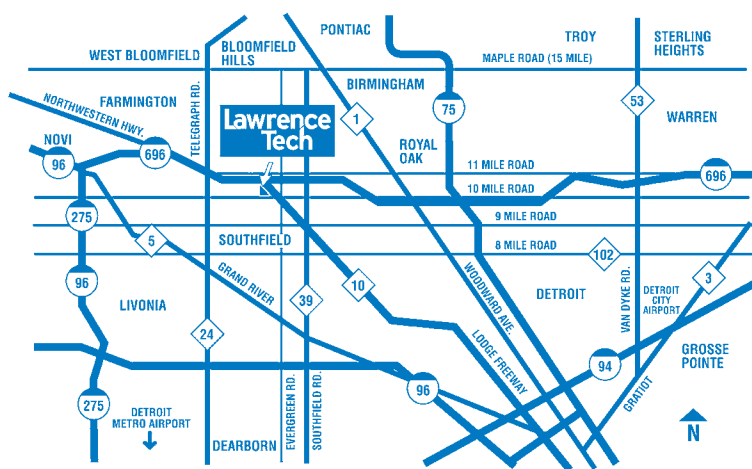 PONTIAC
TROY
STERLING
HEIGHTS
WEST BLOOMFIELD
BLOOMFIELD
HILLS
MAPLE ROAD (15 MILE)
BIRMINGHAM
FARMINGTON
NORTHWESTERN HWY.
TELEGRAPH RD.
Lawrence
Tech
1
75
53
WARREN
NOVI
96
696
ROYAL
OAK
11 MILE ROAD
696
10 MILE ROAD
275
9 MILE ROAD
5
SOUTHFIELD
8 MILE ROAD
102
96
GRAND RIVER
10
39
WOODWARD AVE.
DETROIT
VAN DYKE RD.
DETROIT
CITY
AIRPORT
3
LIVONIA
24
LODGE FREEWAY
94
GROSSE
POINTE
275
96
GRATIOT
EVERGREEN RD.
SOUTHFIELD RD.
DETROIT
METRO AIRPORT
DEARBORN
N